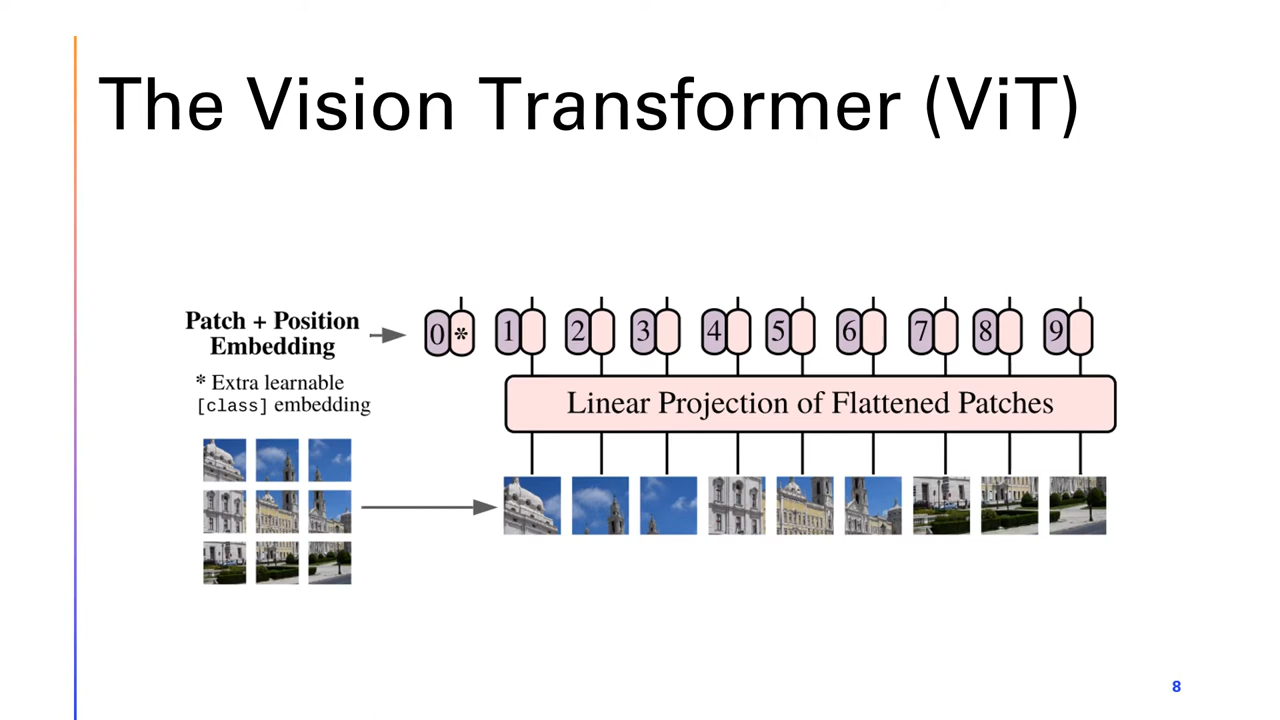 The Vision Transformer (ViT)
Patch + Position
Embedding
* Extra learnable
[class] embedding
0 * 1 2 3 4 5 6 7 8 9
Linear Projection of Flattened Patches
8